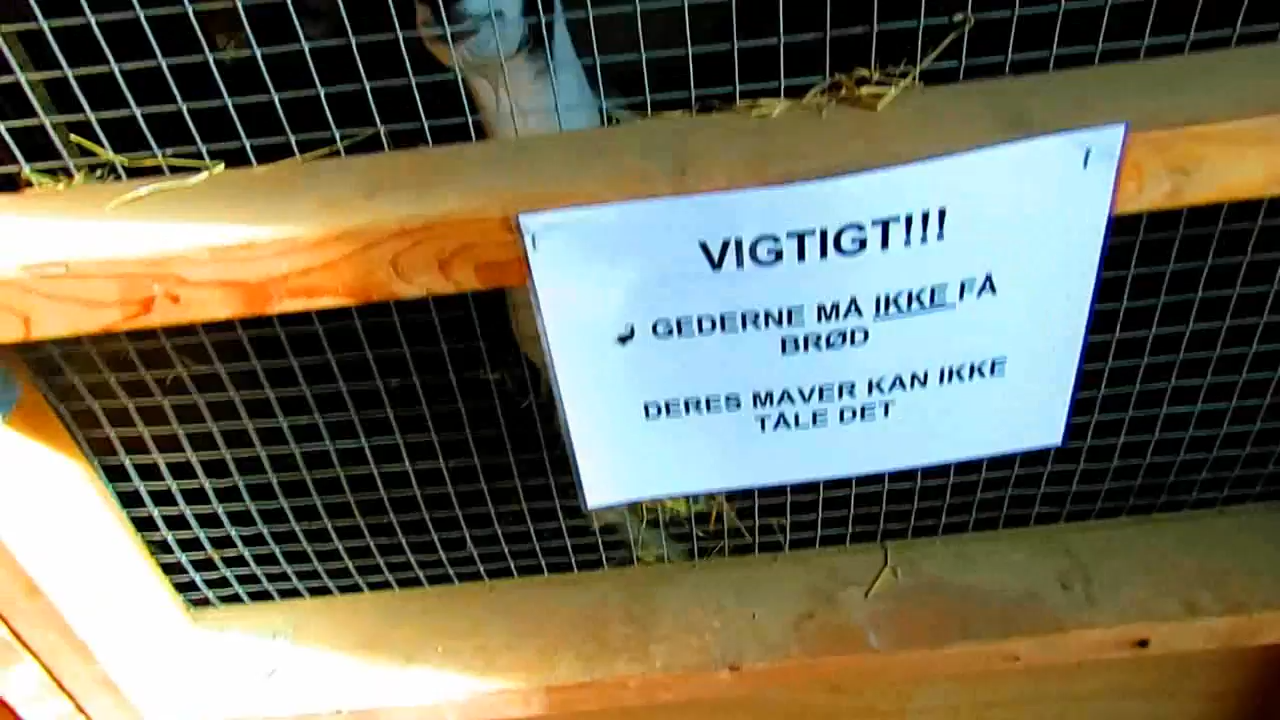 VIGTIGT!!!
GEDERNE MÅ IKKE FÅ
BRØD
DERES MAVER KAN IKKE
TÅLE DET